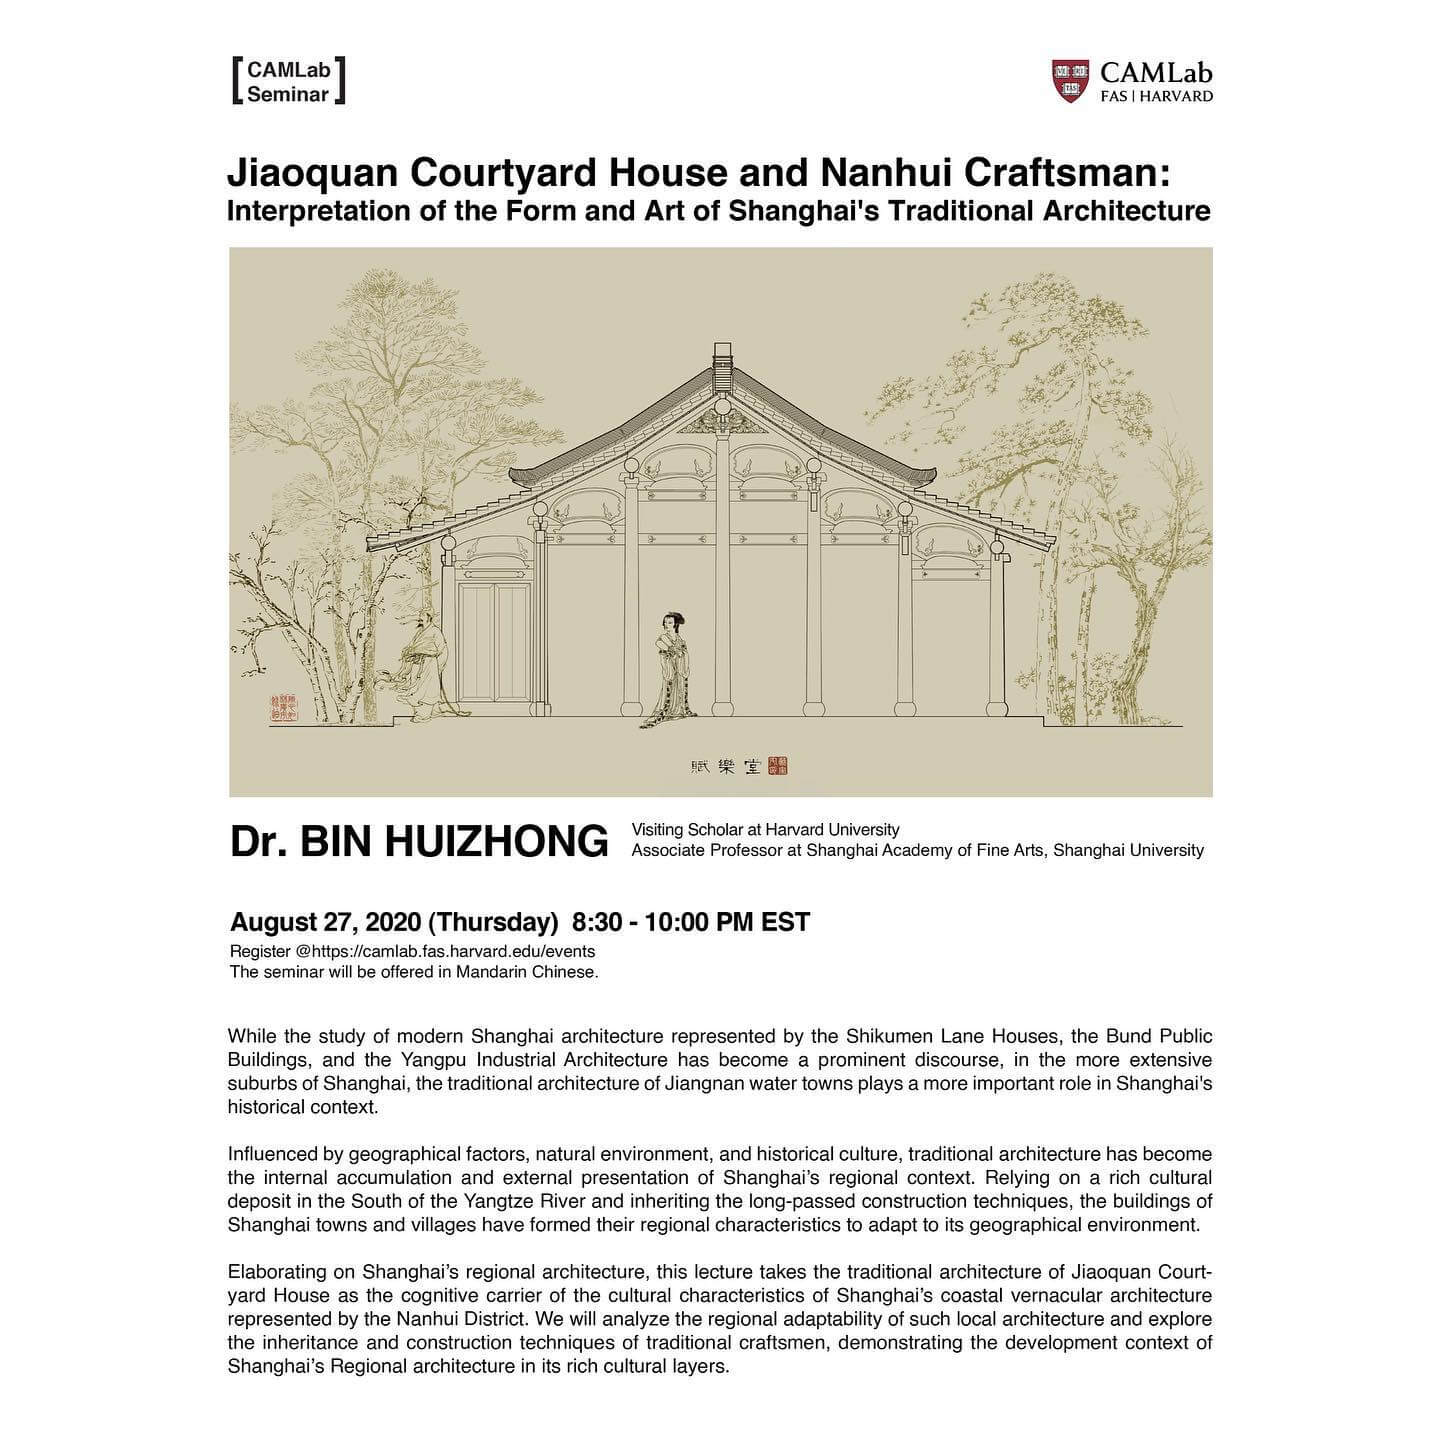 CAMLab
Seminar
CAMLab
FAS | HARVARD
Jiaoquan Courtyard House and Nanhui Craftsman:
Interpretation of the Form and Art of Shanghai's Traditional Architecture
賦樂堂
Dr. BIN HUIZHONG
Visiting Scholar at Harvard University
Associate Professor at Shanghai Academy of Fine Arts, Shanghai University
August 27, 2020 (Thursday) 8:30 - 10:00 PM EST
Register @https://camlab.fas.harvard.edu/events
The seminar will be offered in Mandarin Chinese.
While the study of modern Shanghai architecture represented by the Shikumen Lane Houses, the Bund Public
Buildings, and the Yangpu Industrial Architecture has become a prominent discourse, in the more extensive
suburbs of Shanghai, the traditional architecture of Jiangnan water towns plays a more important role in Shanghai's
historical context.
Influenced by geographical factors, natural environment, and historical culture, traditional architecture has become
the internal accumulation and external presentation of Shanghai’s regional context. Relying on a rich cultural
deposit in the South of the Yangtze River and inheriting the long-passed construction techniques, the buildings of
Shanghai towns and villages have formed their regional characteristics to adapt to its geographical environment.
Elaborating on Shanghai’s regional architecture, this lecture takes the traditional architecture of Jiaoquan Court-
yard House as the cognitive carrier of the cultural characteristics of Shanghai’s coastal vernacular architecture
represented by the Nanhui District. We will analyze the regional adaptability of such local architecture and explore
the inheritance and construction techniques of traditional craftsmen, demonstrating the development context of
Shanghai’s Regional architecture in its rich cultural layers.